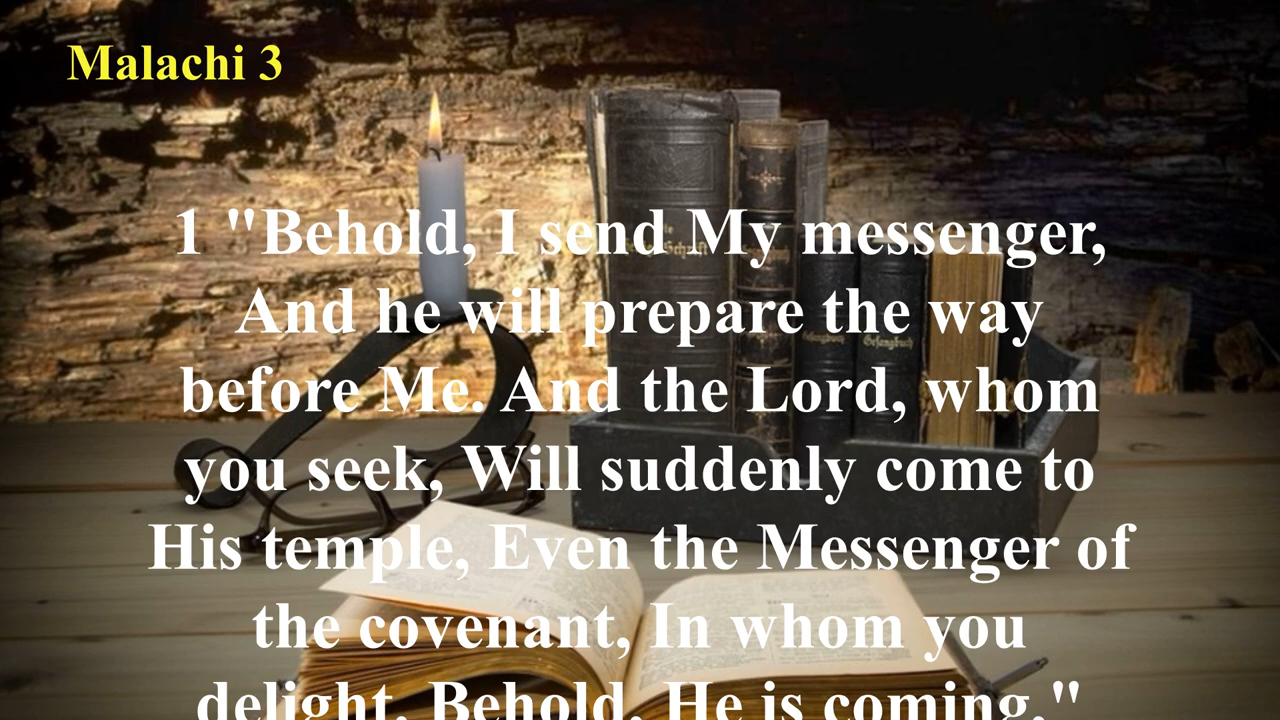 Malachi 3
1 "Behold, I send My messenger,
And he will prepare the way
before Me. And the Lord, whom
you seek, Will suddenly come to
His temple, Even the Messenger of
the covenant, In whom you
delight. Behold, He is coming,"
Gesangbuch
Gesangbuch